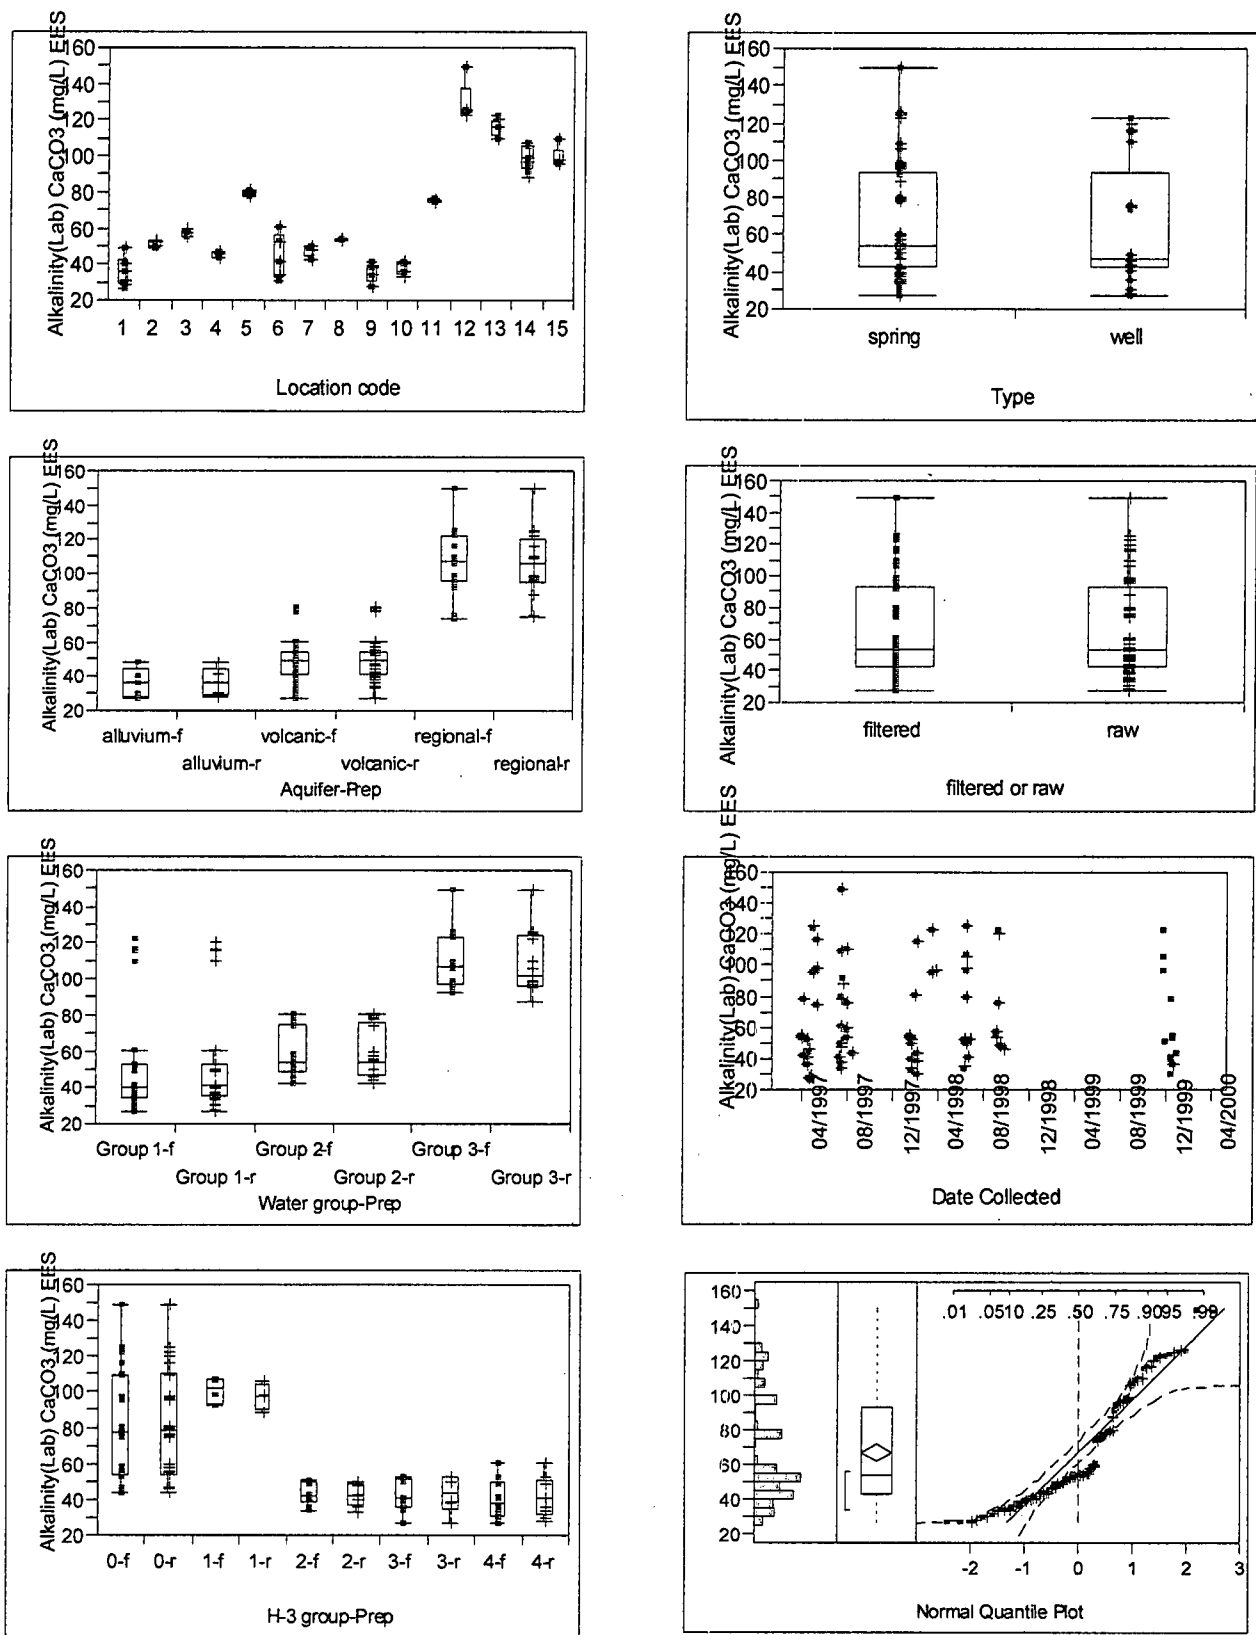 Alkalinity(Lab) CaCO3 (mg/L) EES
160
140
120
100
80
60
40
20
1 2 3 4 5 6 7 8 9 10 11 12 13 14 15
Location code
Alkalinity(Lab) CaCO3 (mg/L) EES
160
140
120
100
80
60
40
20
spring well
Type
Alkalinity(Lab) CaCO3 (mg/L) EES
160
140
120
100
80
60
40
20
alluvium-f volcanic-f regional-f
alluvium-r volcanic-r regional-r
Aquifer-Prep
Alkalinity(Lab) CaCO3 (mg/L) EES
160
140
120
100
80
60
40
20
filtered raw
filtered or raw
Alkalinity(Lab) CaCO3 (mg/L) EES
160
140
120
100
80
60
40
20
Group 1-f Group 2-f Group 3-f
Group 1-r Group 2-r Group 3-r
Water group-Prep
Alkalinity(Lab) CaCO3 (mg/L) EES
160
140
120
100
80
60
40
20
04/1997 08/1997 12/1997 04/1998 08/1998 12/1998 04/1999 08/1999 12/1999 04/2000
Date Collected
Alkalinity(Lab) CaCO3 (mg/L) EES
160
140
120
100
80
60
40
20
0-f 0-r 1-f 1-r 2-f 2-r 3-f 3-r 4-f 4-r
H-3 group-Prep
160
140
120
100
80
60
40
20
.01 .05 .10 .25 .50 .75 .90 .95 .99
-2 -1 0 1 2 3
Normal Quantile Plot